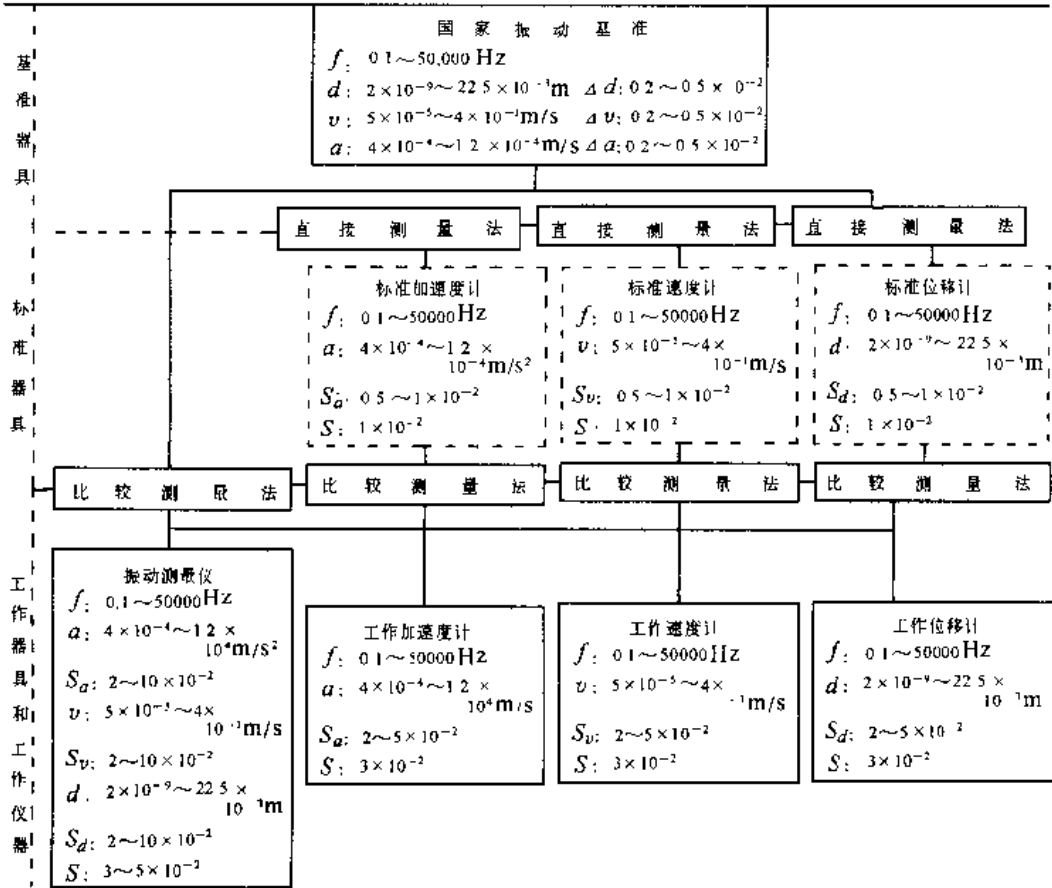 基准器具
国家振动基准
f: 0 1～50,000 Hz
d: 2×10⁻⁹～22 5×10⁻³m Δd: 0 2～0 5× 0⁻²
v: 5×10⁻⁵～4×10⁻¹m/s Δv: 0 2～0 5×10⁻²
a: 4×10⁻⁴～1 2 ×10⁻⁴m/s Δa: 0 2～0 5×10⁻²
直接测量法
直接测量法
直接测量法
标准器具
标准加速度计
f: 0 1～50000Hz
a: 4×10⁻⁴～1 2 ×
10⁻⁴m/s²
Sa· 0 5～1×10⁻²
S: 1×10⁻²
标准速度计
f: 0 1～50000Hz
v: 5×10⁻⁵～4×
10⁻¹m/s
Sv: 0 5～1×10⁻²
S · 1×10⁻²
标准位移计
f: 0 1～50000Hz
d· 2×10⁻⁹～22 5×
10⁻³m
Sd: 0 5～1×10⁻²
S: 1×10⁻²
比较测量法
比较测量法
比较测量法
比较测量法
工作器具和工作仪器
振动测量仪
f: 0.1～50000Hz
a: 4×10⁻⁴～1 2 ×
10⁴m/s²
Sa: 2～10×10⁻²
v: 5×10⁻⁵～4×
10⁻¹m/s
Sv: 2～10×10⁻²
d. 2×10⁻⁹～22 5 ×
10⁻³m
Sd: 2～10×10⁻²
S: 3～5×10⁻²
工作加速度计
f: 0 1～50000Hz
a: 4×10⁻⁴～1 2 ×
10⁴m/s
Sa: 2～5×10⁻²
S: 3×10⁻²
工作速度计
f: 0 1～50000Hz
v: 5×10⁻⁵～4×
⁻¹m/s
Sv: 2～5×10⁻²
S: 3×10⁻²
工作位移计
f: 0 1～50000Hz
d: 2×10⁻⁹～22 5×
10⁻³m
Sd: 2～5×10⁻²
S: 3×10⁻²